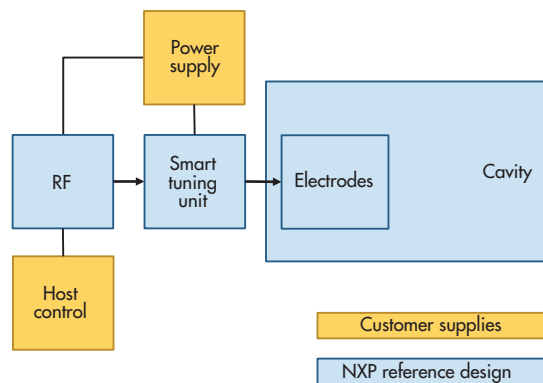 Power
supply
RF
Smart
tuning
unit
Electrodes
Cavity
Host
control
Customer supplies
NXP reference design